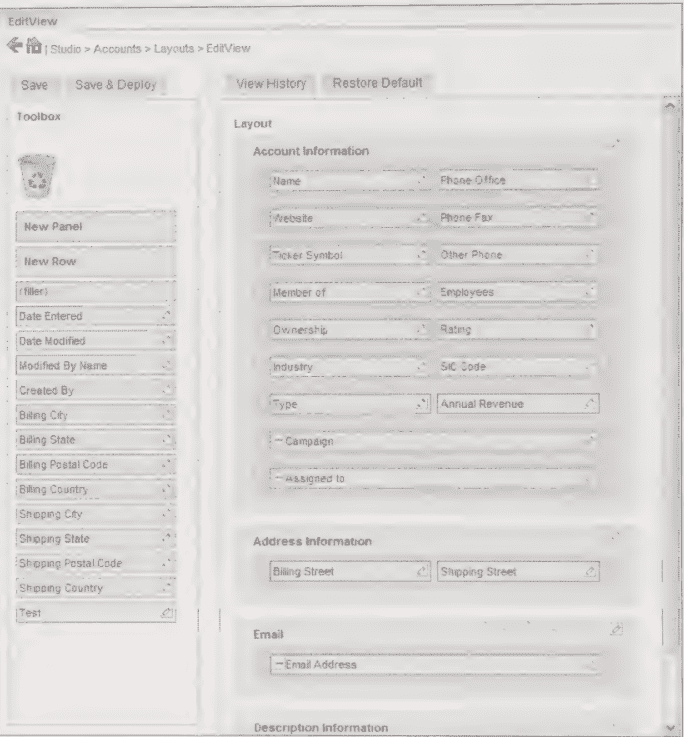 EditView
| Studio > Accounts > Layouts > EditView
Save Save & Deploy View History Restore Default
Toolbox
New Panel
New Row
(filler)
Date Entered
Date Modified
Modified By Name
Created By
Billing City
Billing State
Billing Postal Code
Billing Country
Shipping City
Shipping State
Shipping Postal Code
Shipping Country
Test
Layout
Account Information
Name Phone Office
Website Phone Fax
Ticker Symbol Other Phone
Member of Employees
Ownership Rating
Industry SIC Code
Type Annual Revenue
Campaign
Assigned to
Address Information
Billing Street Shipping Street
Email
Email Address
Description Information